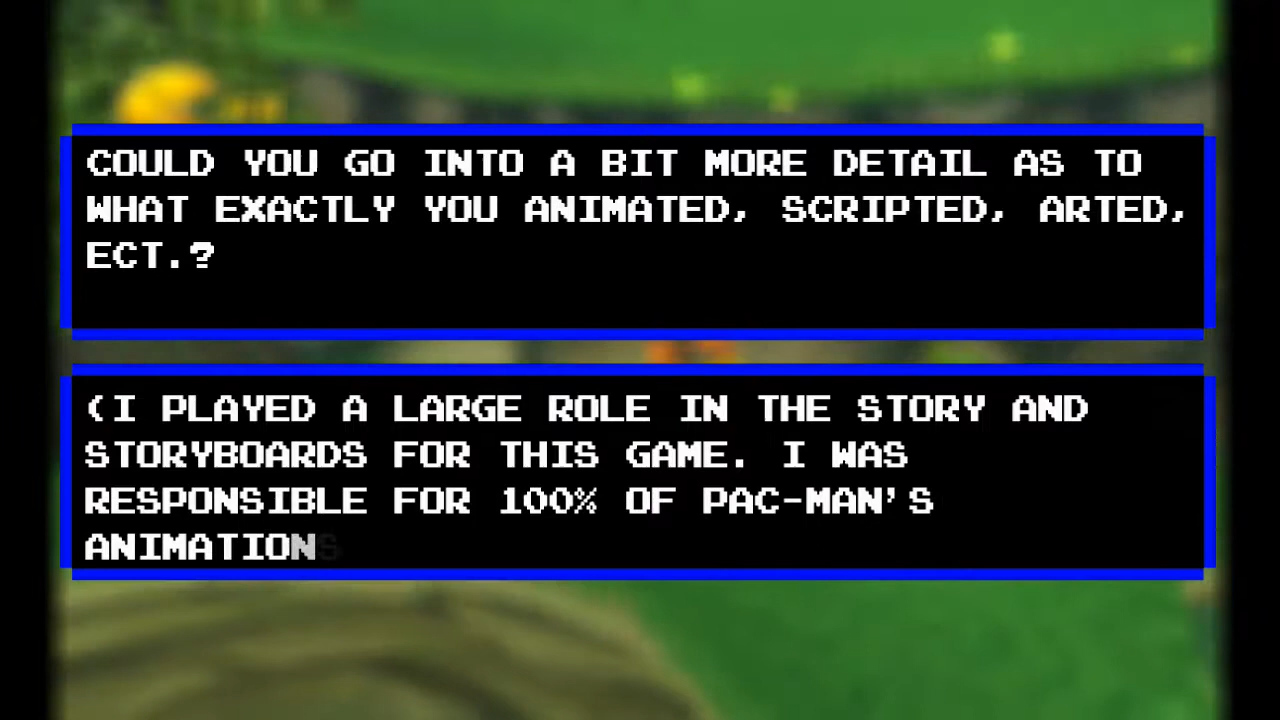 COULD YOU GO INTO A BIT MORE DETAIL AS TO
WHAT EXACTLY YOU ANIMATED, SCRIPTED, ARTED,
ECT.?
(I PLAYED A LARGE ROLE IN THE STORY AND
STORYBOARDS FOR THIS GAME. I WAS
RESPONSIBLE FOR 100% OF PAC-MAN'S
ANIMATIONS